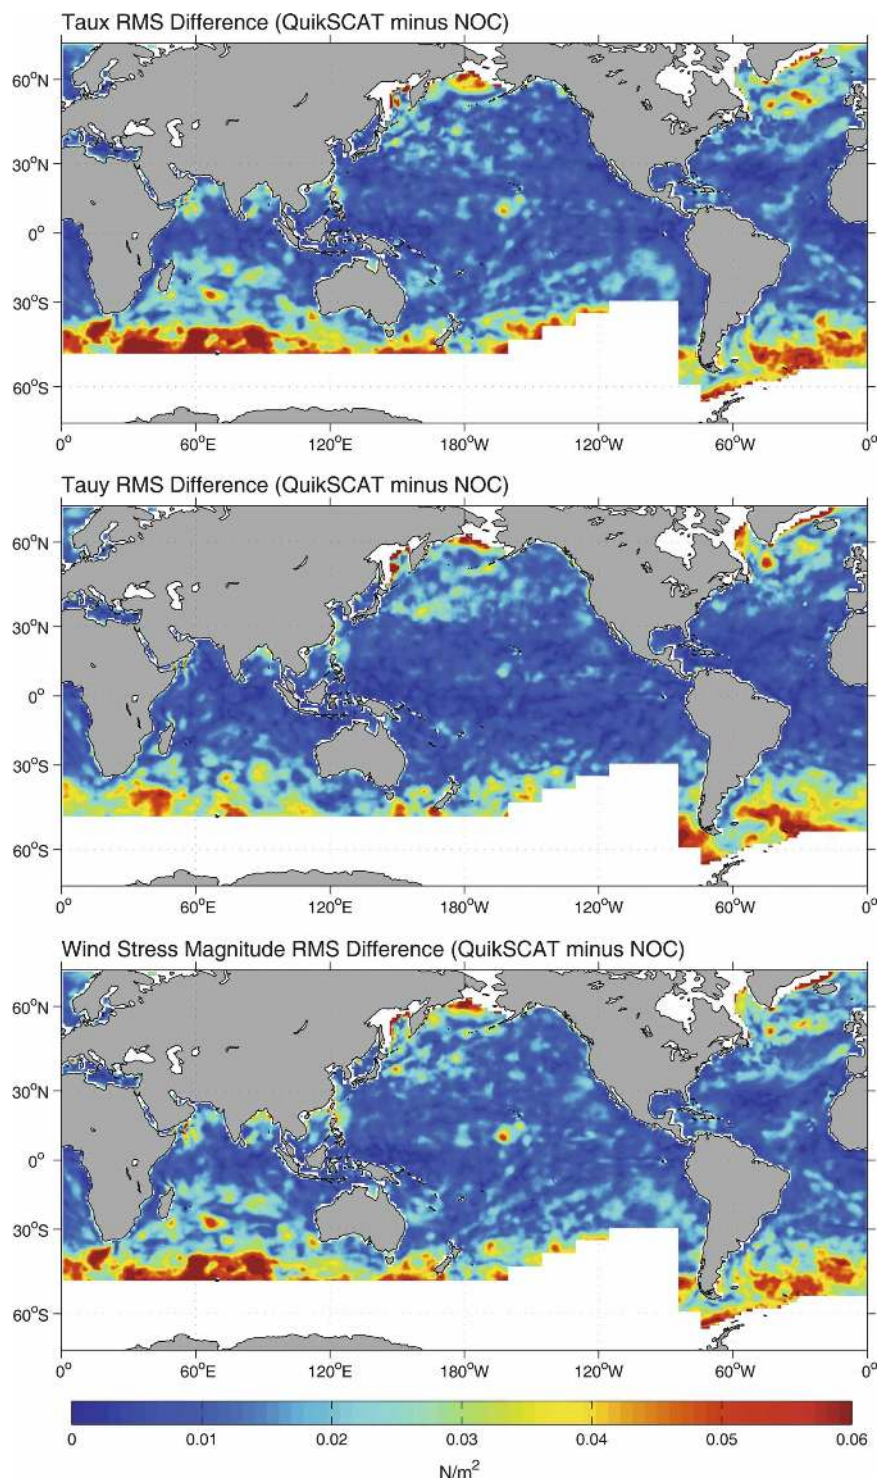 Taux RMS Difference (QuikSCAT minus NOC)
60°N
30°N
0°
30°S
60°S
0° 60°E 120°E 180°W 120°W 60°W 0°
Tauy RMS Difference (QuikSCAT minus NOC)
60°N
30°N
0°
30°S
60°S
0° 60°E 120°E 180°W 120°W 60°W 0°
Wind Stress Magnitude RMS Difference (QuikSCAT minus NOC)
60°N
30°N
0°
30°S
60°S
0° 60°E 120°E 180°W 120°W 60°W 0°
0 0.01 0.02 0.03 0.04 0.05 0.06
N/m²